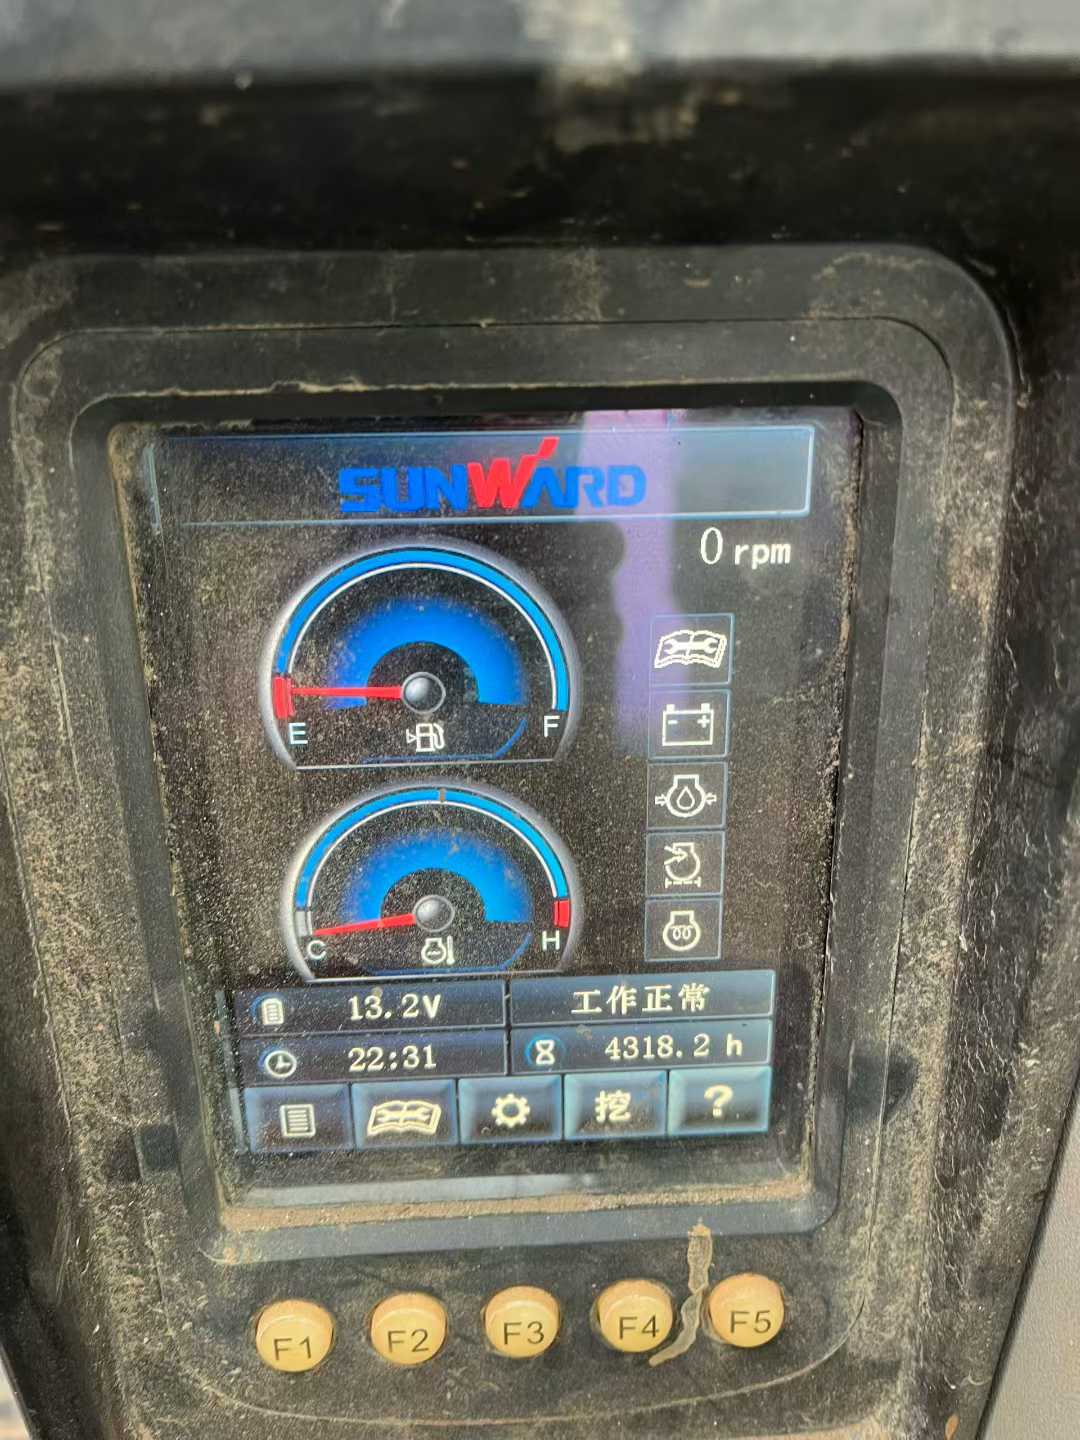 SUNWARD
0 rpm
E F
C H
13.2V 工作正常
22:31 4318.2 h
挖 ?
F1 F2 F3 F4 F5